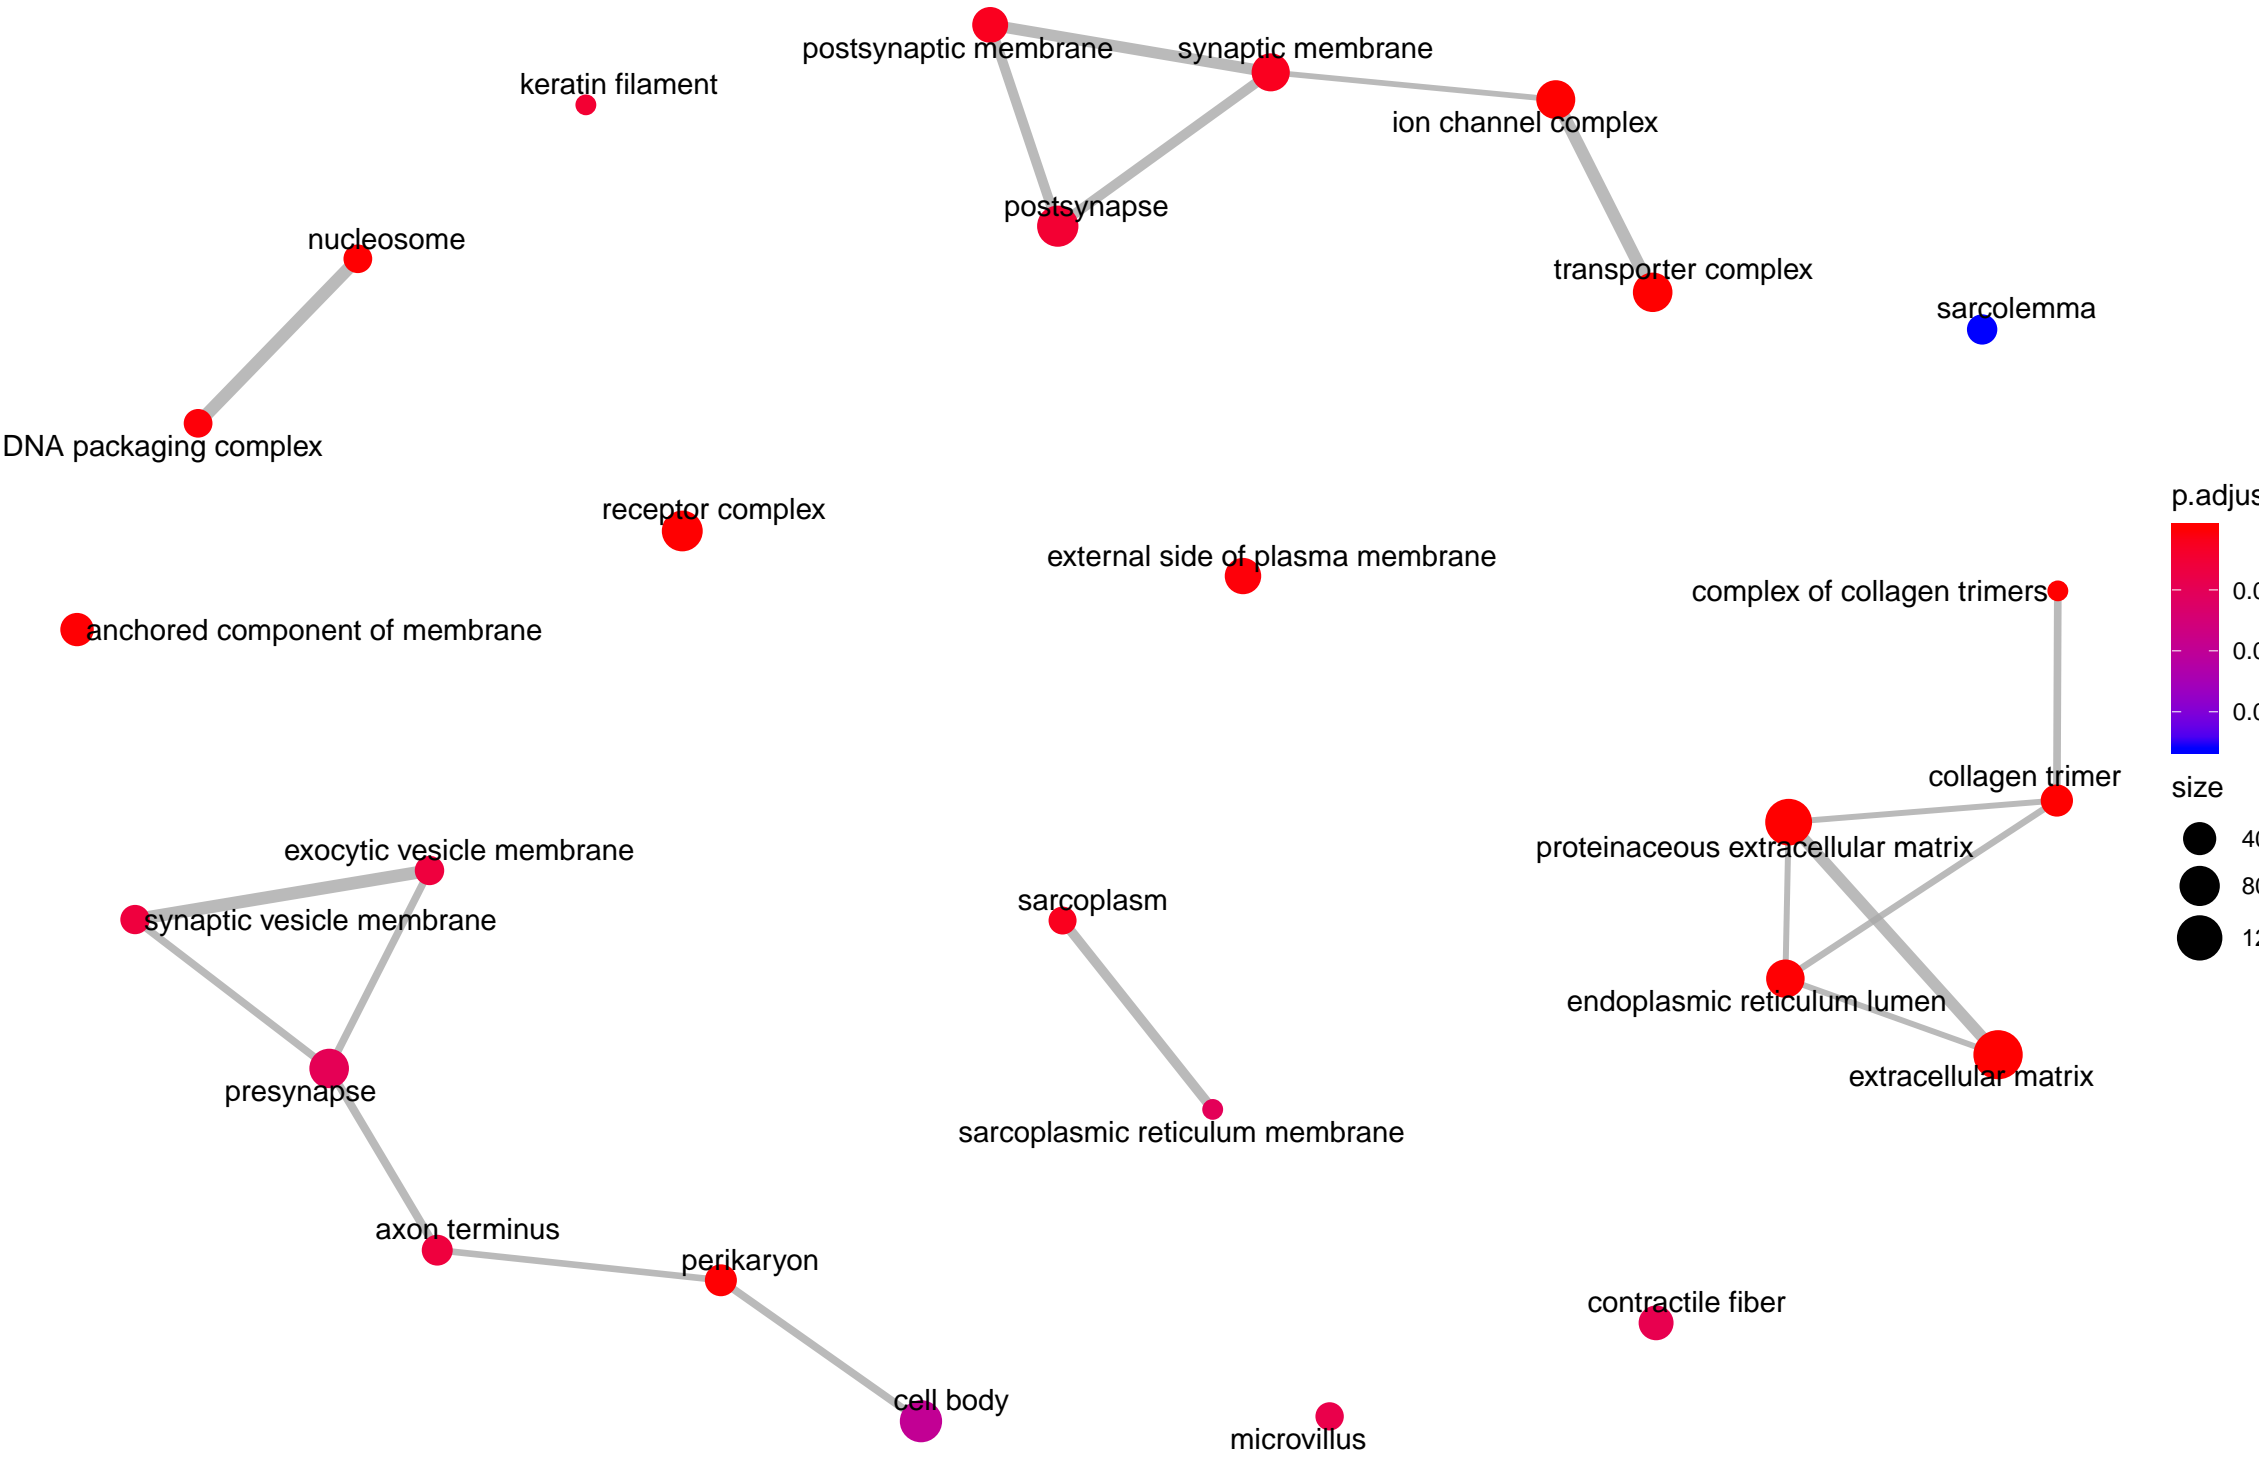 postsynaptic membrane
synaptic membrane
keratin filament
ion channel complex
postsynapse
nucleosome
transporter complex
sarcolemma
DNA packaging complex
receptor complex
external side of plasma membrane
complex of collagen trimers
anchored component of membrane
collagen trimer
proteinaceous extracellular matrix
exocytic vesicle membrane
synaptic vesicle membrane
sarcoplasm
endoplasmic reticulum lumen
extracellular matrix
presynapse
sarcoplasmic reticulum membrane
axon terminus
perikaryon
contractile fiber
cell body
microvillus
p.adjus
0.0
0.0
0.0
size
40
80
12